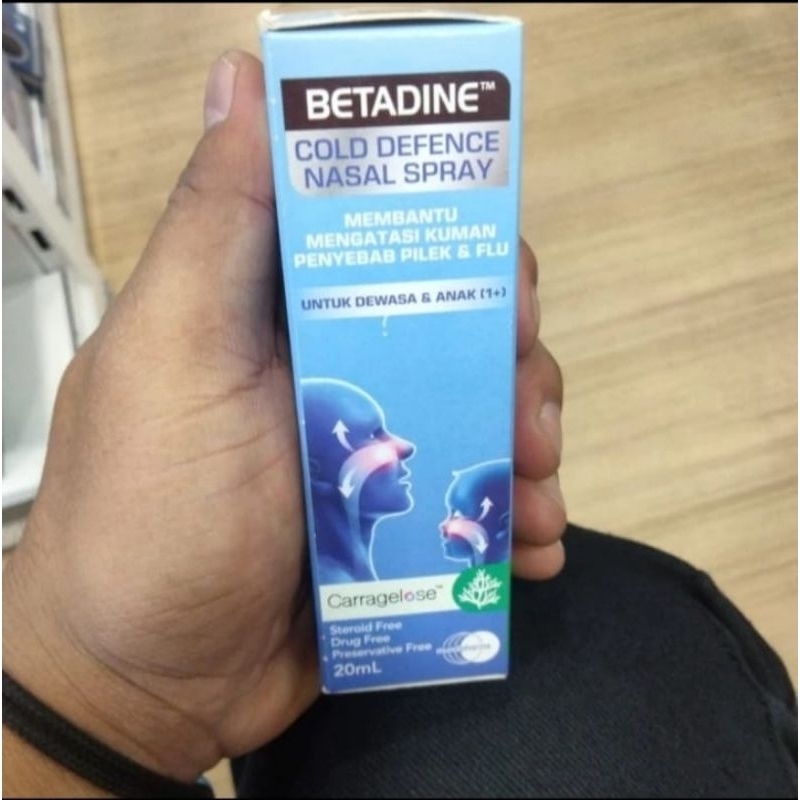 BETADINE™
COLD DEFENCE
NASAL SPRAY
MEMBANTU
MENGATASI KUMAN
PENYEBAB PILEK & FLU
UNTUK DEWASA & ANAK (1+)
Carragelose™
Steroid Free
Drug Free
Preservative Free
20mL